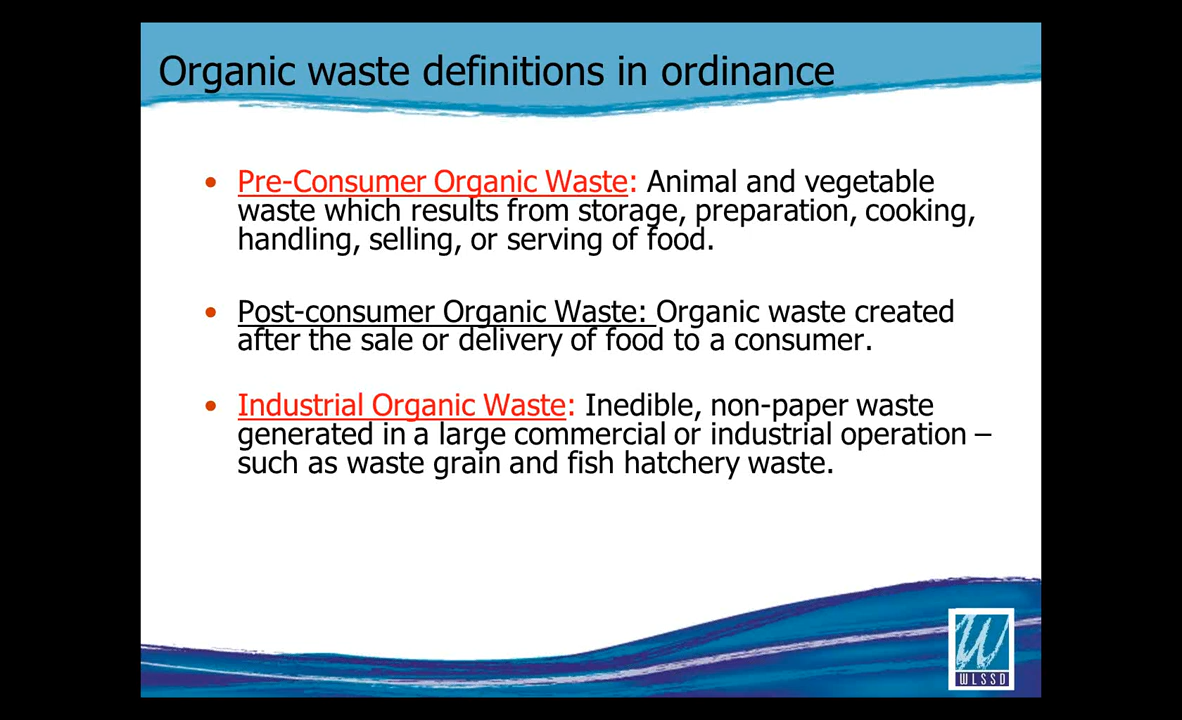 Organic waste definitions in ordinance
• Pre-Consumer Organic Waste: Animal and vegetable
waste which results from storage, preparation, cooking,
handling, selling, or serving of food.
• Post-consumer Organic Waste: Organic waste created
after the sale or delivery of food to a consumer.
• Industrial Organic Waste: Inedible, non-paper waste
generated in a large commercial or industrial operation –
such as waste grain and fish hatchery waste.
W
WLSSD